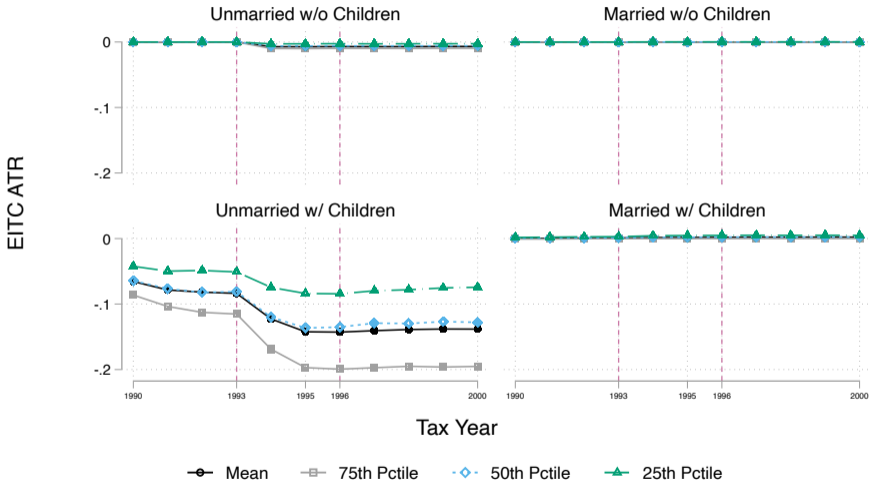 Unmarried w/o Children
Married w/o Children
0
-.1
-.2
EITC ATR
Unmarried w/ Children
Married w/ Children
0
-.1
-.2
1990 1993 1995 1996 2000
1990 1993 1995 1996 2000
Tax Year
Mean 75th Pctile 50th Pctile 25th Pctile